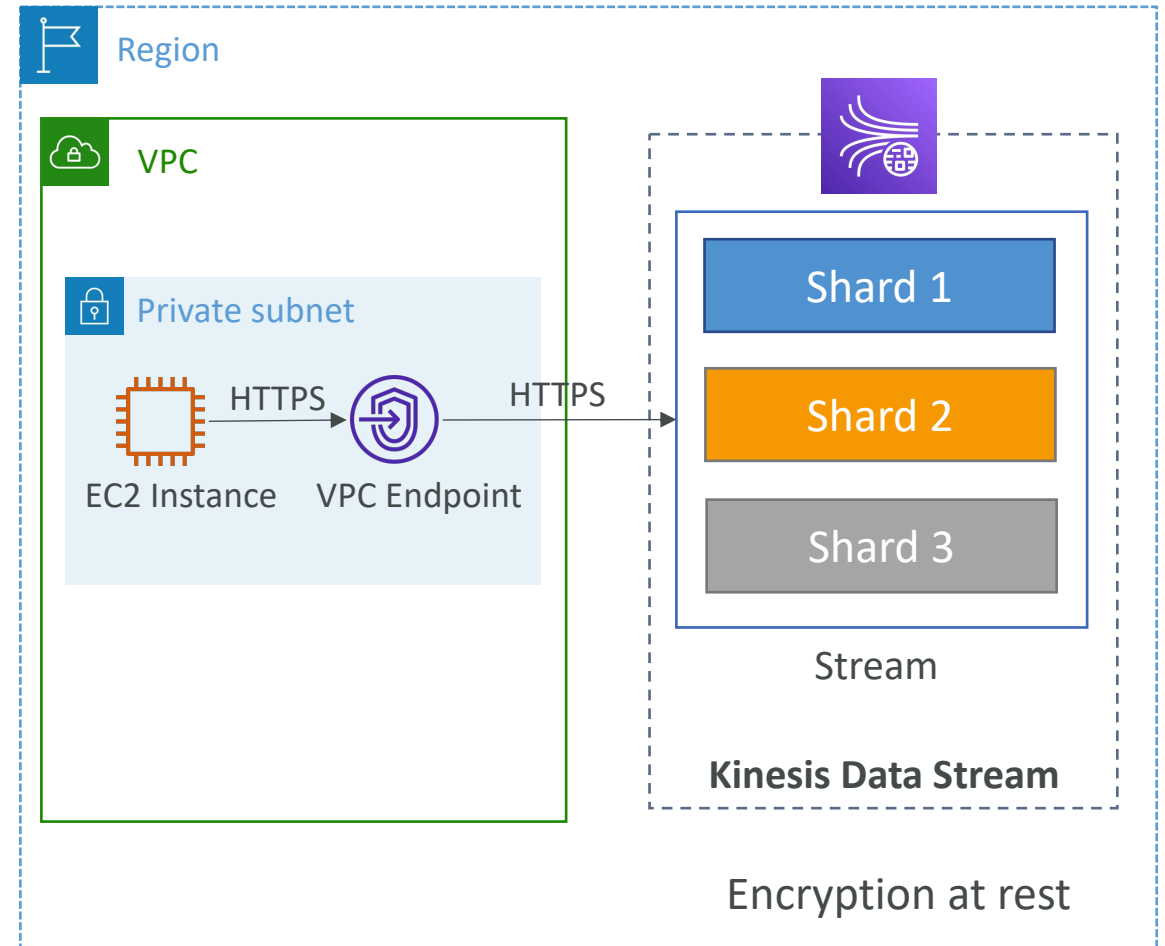 Region
VPC
Private subnet
HTTPS
HTTPS
EC2 Instance
VPC Endpoint
Shard 1
Shard 2
Shard 3
Stream
Kinesis Data Stream
Encryption at rest